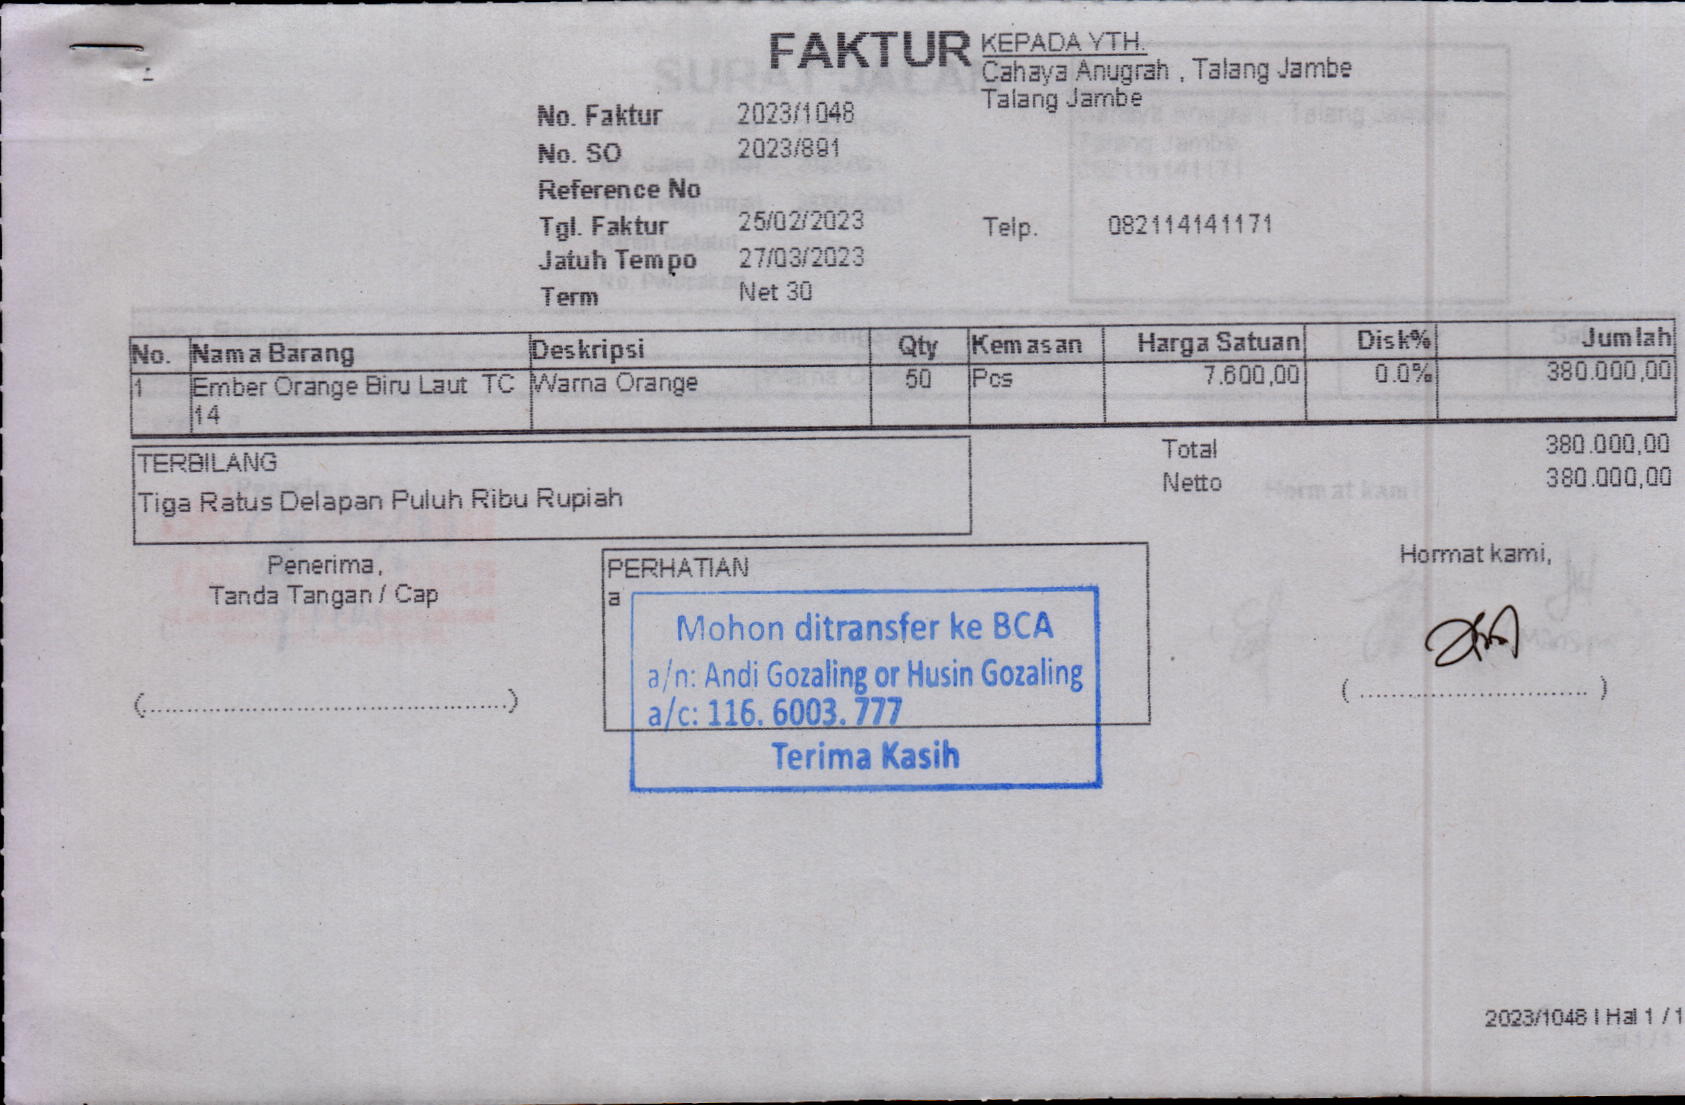 FAKTUR
KEPADA YTH.
Cahaya Anugrah , Talang Jambe
Talang Jambe
No. Faktur 2023/1048
No. SO 2023/891
Reference No
Tgl. Faktur 25/02/2023
Telp. 082114141171
Jatuh Tempo 27/03/2023
Term Net 30
No. Nama Barang Deskripsi Qty Kemasan Harga Satuan Disk% Jumlah
1 Ember Orange Biru Laut TC Warna Orange 50 Pcs 7.600,00 0.0% 380.000,00
14
TERBILANG
Tiga Ratus Delapan Puluh Ribu Rupiah
Total 380.000,00
Netto 380.000,00
Penerima,
Tanda Tangan / Cap
(..............................................)
PERHATIAN
a
Mohon ditransfer ke BCA
a/n: Andi Gozaling or Husin Gozaling
a/c: 116. 6003. 777
Terima Kasih
Hormat kami,
( ............................. )
2023/1048 | Hal 1 / 1